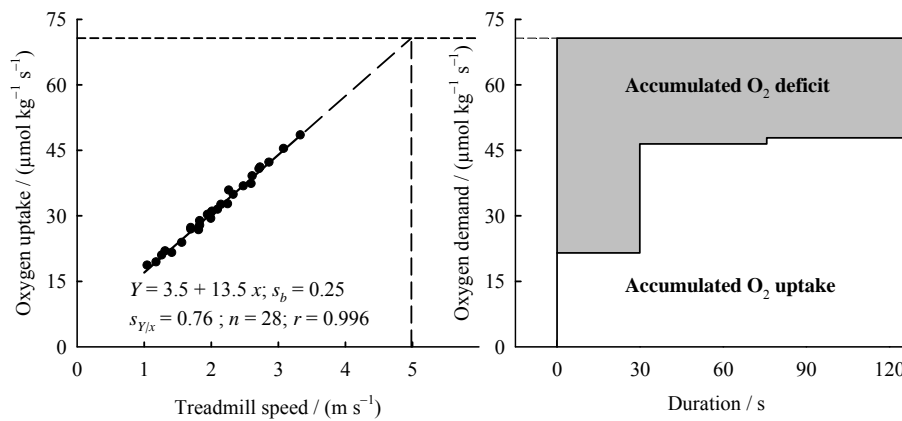 75
60
45
30
15
0
Oxygen uptake / (µmol kg⁻¹ s⁻¹)
Y = 3.5 + 13.5 x; s_b = 0.25
s_Y/x = 0.76 ; n = 28; r = 0.996
0 1 2 3 4 5
Treadmill speed / (m s⁻¹)
75
60
45
30
15
0
Oxygen demand / (µmol kg⁻¹ s⁻¹)
Accumulated O₂ deficit
Accumulated O₂ uptake
0 30 60 90 120
Duration / s